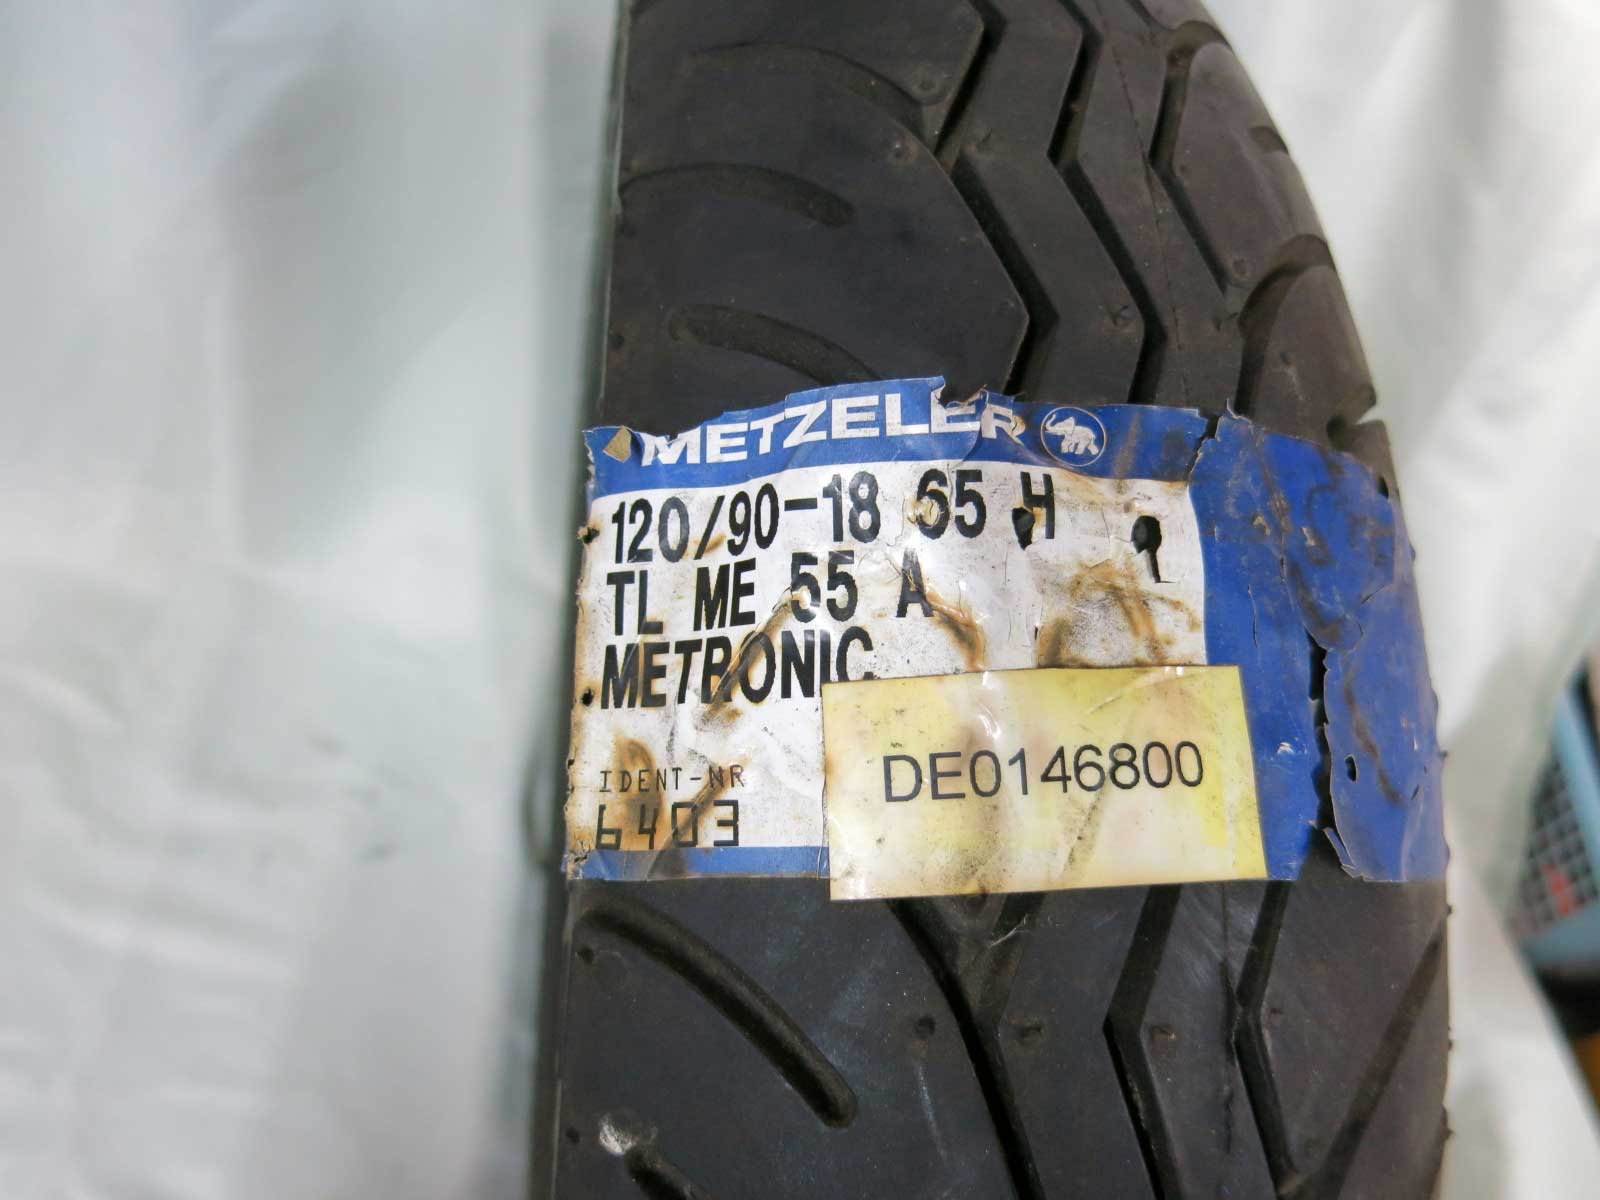 METZELER
120/90-18 65 H
TL ME 55 A
METRONIC
IDENT-NR
6403
DE0146800